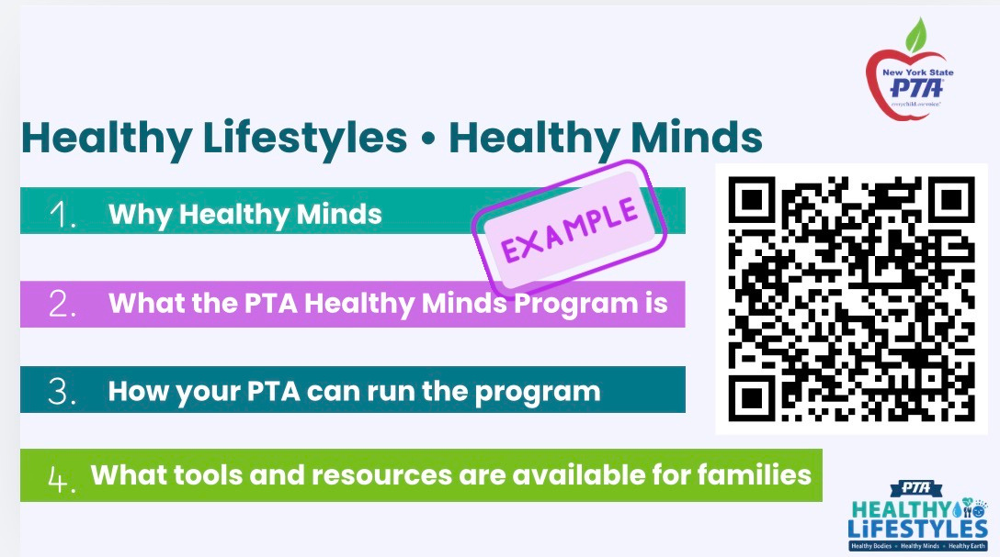 New York State
PTA
everychild.onevoice.
Healthy Lifestyles • Healthy Minds
1. Why Healthy Minds
EXAMPLE
2. What the PTA Healthy Minds Program is
3. How your PTA can run the program
4. What tools and resources are available for families
PTA
HEALTHY
LiFESTYLES
Healthy Bodies • Healthy Minds • Healthy Earth